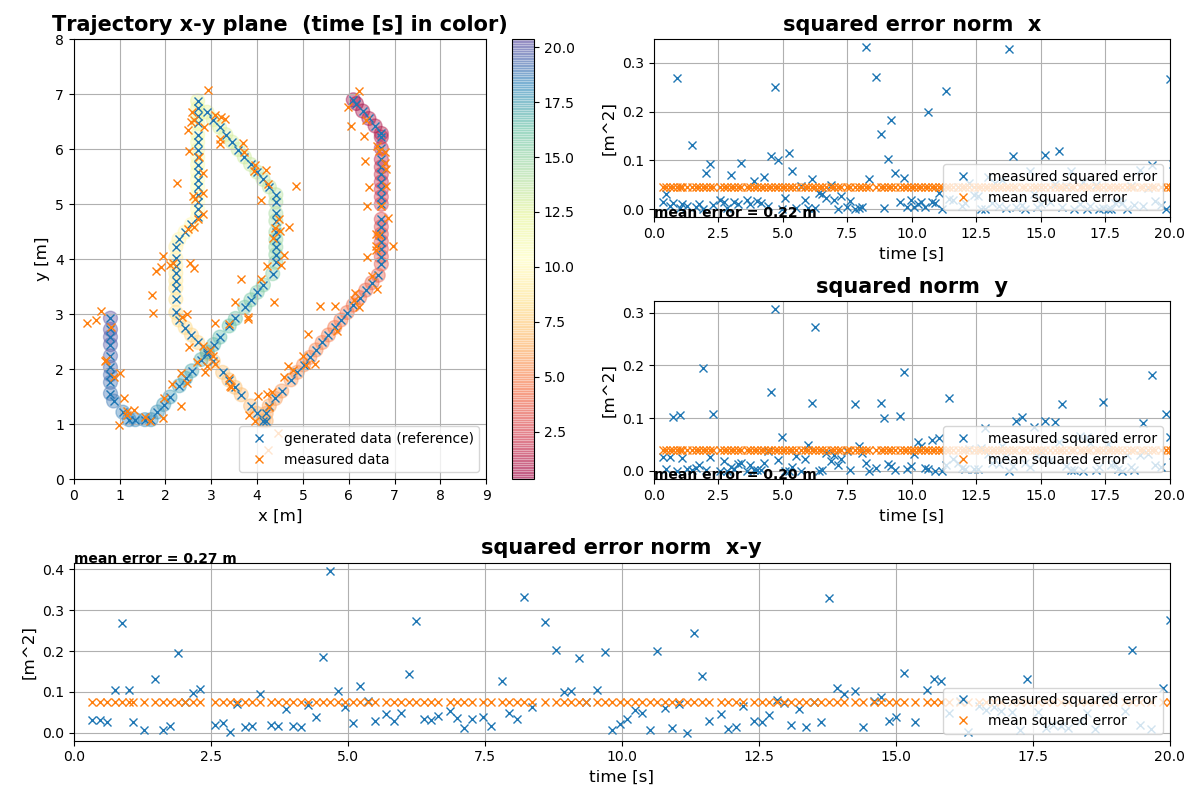 Trajectory x-y plane  (time [s] in color)
8
7
6
5
4
3
2
1
0
y [m]
0 1 2 3 4 5 6 7 8 9
x [m]
generated data (reference)
measured data
20.0
17.5
15.0
12.5
10.0
7.5
5.0
2.5
squared error norm  x
0.3
0.2
0.1
0.0
[m^2]
measured squared error
mean squared error
mean error = 0.22 m
0.0 2.5 5.0 7.5 10.0 12.5 15.0 17.5 20.0
time [s]
squared norm  y
0.3
0.2
0.1
0.0
[m^2]
measured squared error
mean squared error
mean error = 0.20 m
0.0 2.5 5.0 7.5 10.0 12.5 15.0 17.5 20.0
time [s]
squared error norm  x-y
mean error = 0.27 m
0.4
0.3
0.2
0.1
0.0
[m^2]
measured squared error
mean squared error
0.0 2.5 5.0 7.5 10.0 12.5 15.0 17.5 20.0
time [s]